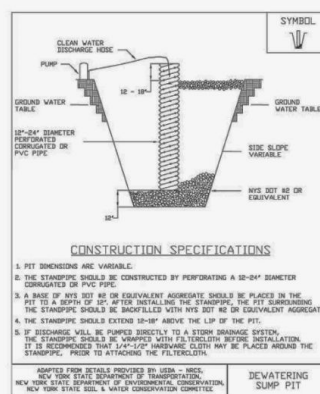 SYMBOL
CLEAN WATER
DISCHARGE HOSE
PUMP
12 - 18"
GROUND WATER
TABLE
GROUND WATER
TABLE
12"-24" DIAMETER
PERFORATED
CORRUGATED OR
PVC PIPE
SIDE SLOPE
VARIABLE
NYS DOT #2 OR
EQUIVALENT
12"
CONSTRUCTION SPECIFICATIONS
1. PIT DIMENSIONS ARE VARIABLE.
2. THE STANDPIPE SHOULD BE CONSTRUCTED BY PERFORATING A 12-24" DIAMETER
CORRUGATED OR PVC PIPE.
3. A BASE OF NYS DOT #2 OR EQUIVALENT AGGREGATE SHOULD BE PLACED IN THE
PIT TO A DEPTH OF 12". AFTER INSTALLING THE STANDPIPE, THE PIT SURROUNDING
THE STANDPIPE SHOULD BE BACKFILLED WITH NYS DOT #2 OR EQUIVALENT AGGREGAT
4. THE STANDPIPE SHOULD EXTEND 12-18" ABOVE THE LIP OF THE PIT.
5. IF DISCHARGE WILL BE PUMPED DIRECTLY TO A STORM DRAINAGE SYSTEM,
THE STANDPIPE SHOULD BE WRAPPED WITH FILTERCLOTH BEFORE INSTALLATION.
IT IS RECOMMENDED THAT 1/4"-1/2" HARDWARE CLOTH MAY BE PLACED AROUND THE
STANDPIPE, PRIOR TO ATTACHING THE FILTERCLOTH.
ADAPTED FROM DETAILS PROVIDED BY: USDA - NRCS,
NEW YORK STATE DEPARTMENT OF TRANSPORTATION,
NEW YORK STATE DEPARTMENT OF ENVIRONMENTAL CONSERVATION,
NEW YORK STATE SOIL & WATER CONSERVATION COMMITTEE
DEWATERING
SUMP PIT